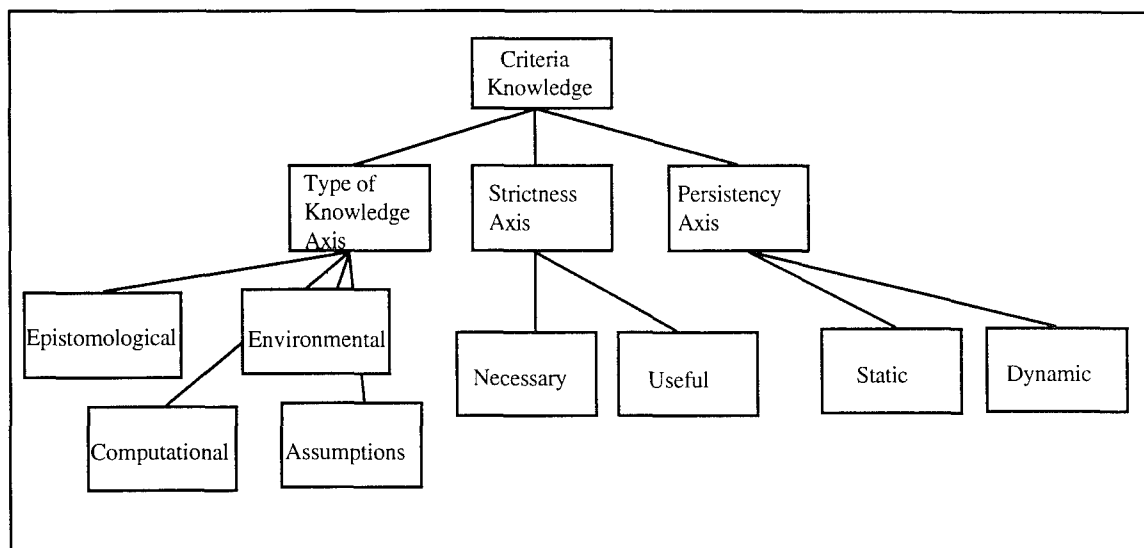 Criteria
Knowledge
Type of
Knowledge
Axis
Strictness
Axis
Persistency
Axis
Epistomological
Environmental
Necessary
Useful
Static
Dynamic
Computational
Assumptions